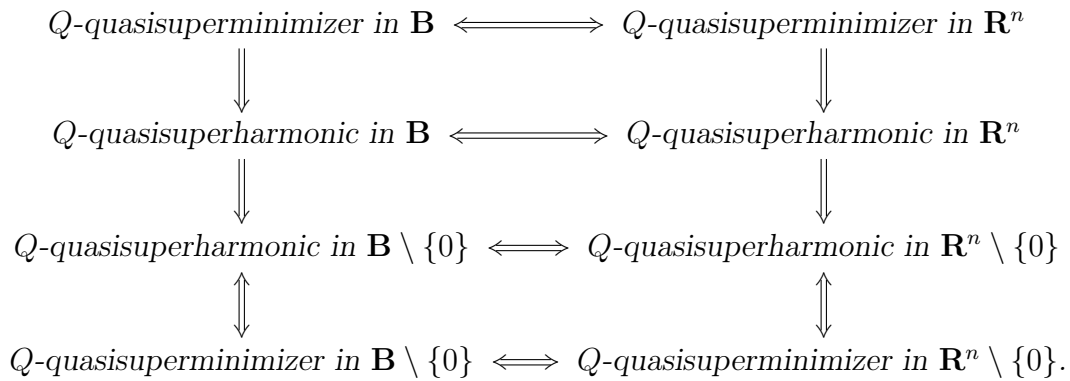 Q-quasisuperminimizer in B ⟺ Q-quasisuperminimizer in Rⁿ
⇓ ⇓
Q-quasisuperharmonic in B ⟺ Q-quasisuperharmonic in Rⁿ
⇓ ⇓
Q-quasisuperharmonic in B \ {0} ⟺ Q-quasisuperharmonic in Rⁿ \ {0}
⇕ ⇕
Q-quasisuperminimizer in B \ {0} ⟺ Q-quasisuperminimizer in Rⁿ \ {0}.